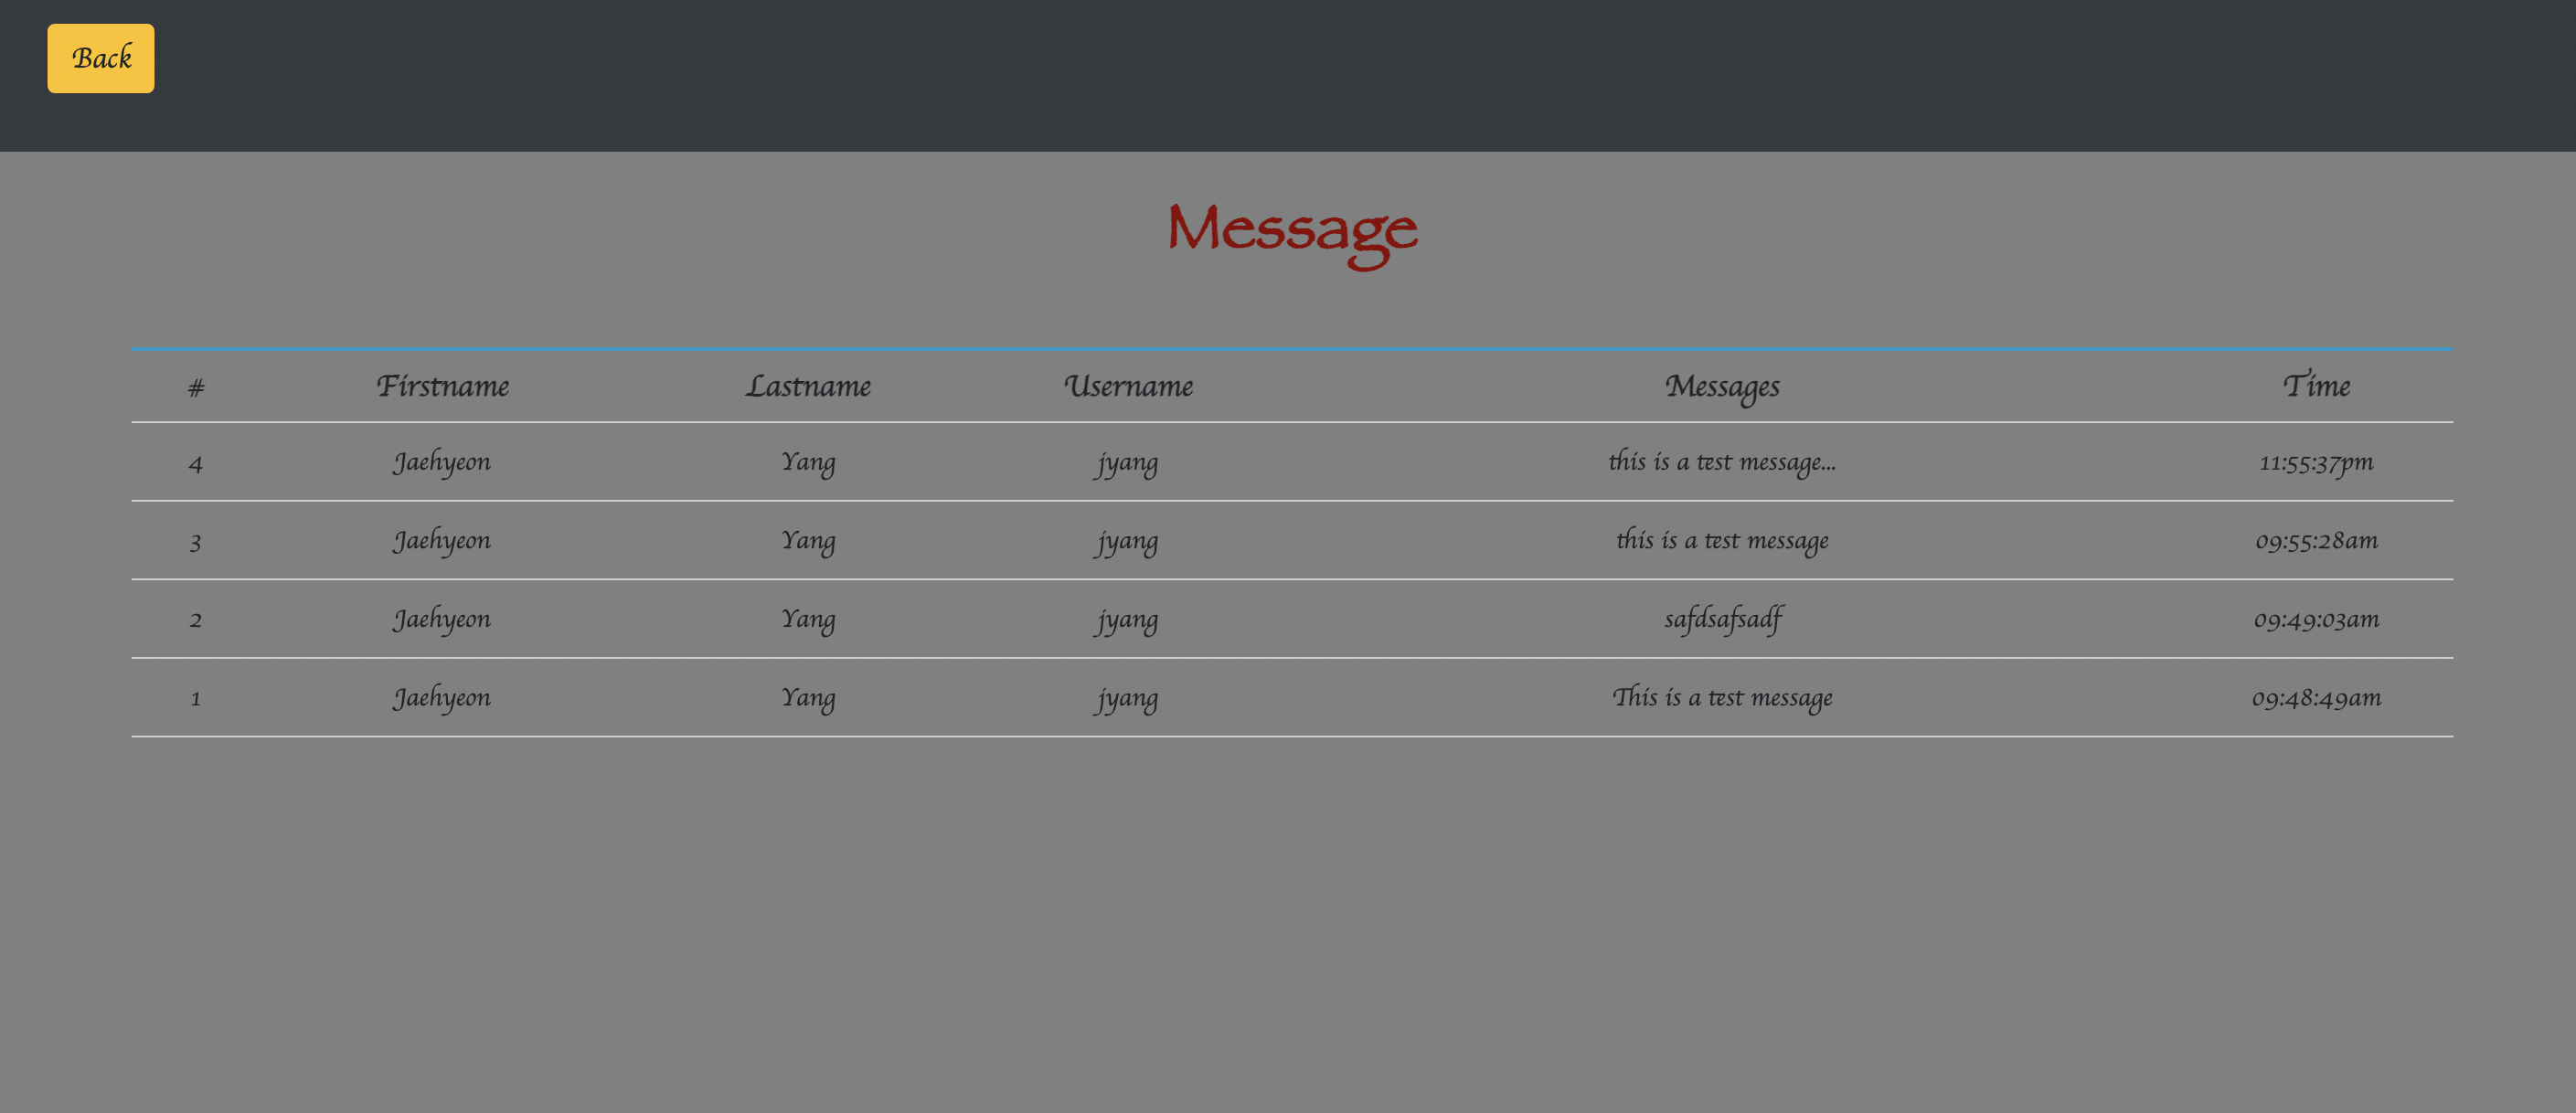 Back
Message
# Firstname Lastname Username Messages Time
4 Jaehyeon Yang jyang this is a test message... 11:55:37pm
3 Jaehyeon Yang jyang this is a test message 09:55:28am
2 Jaehyeon Yang jyang safdsafsadf 09:49:03am
1 Jaehyeon Yang jyang This is a test message 09:48:49am